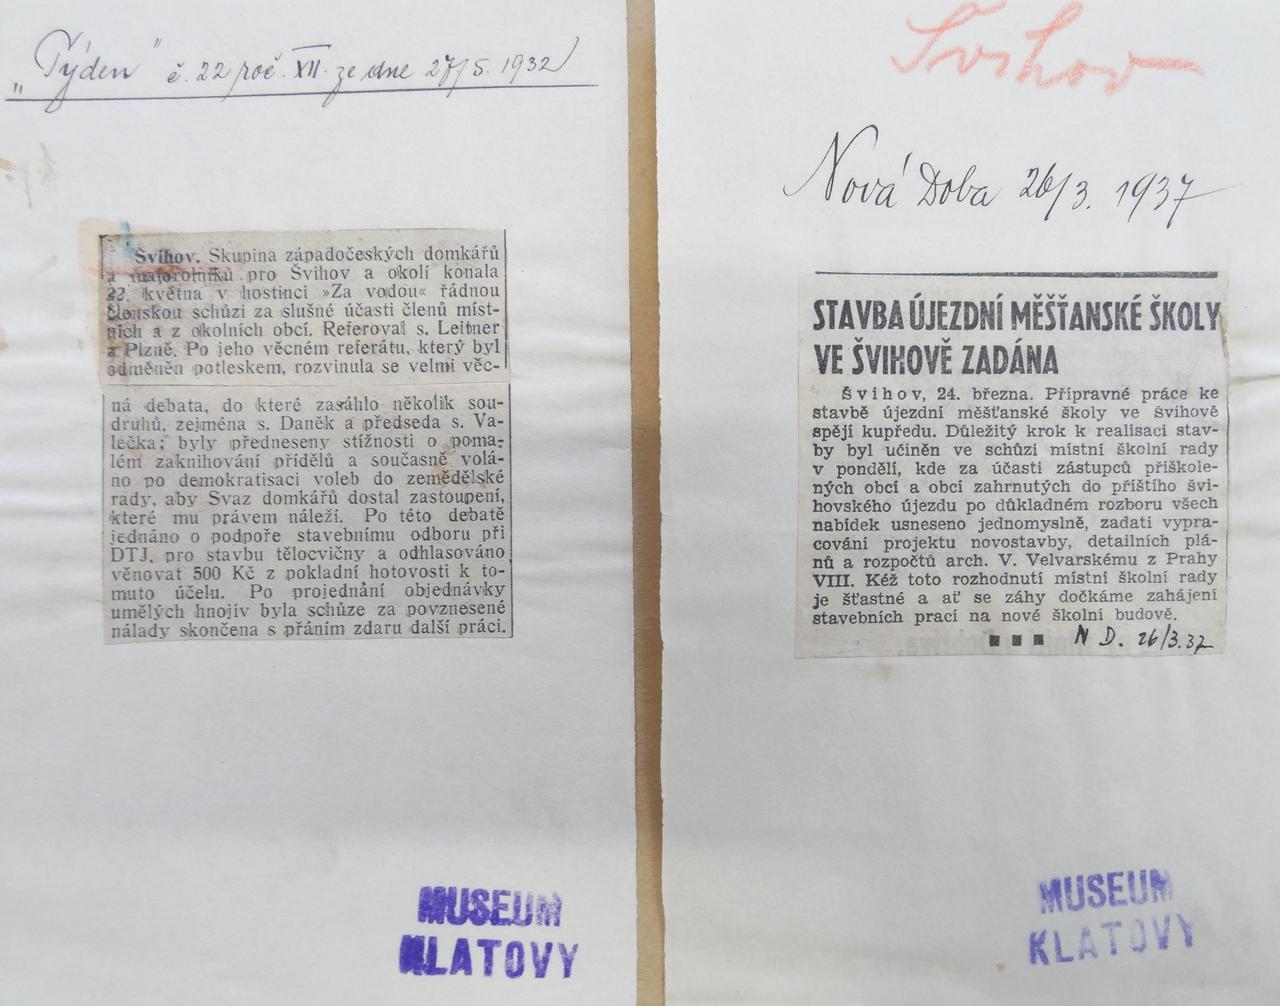 „Týden" č. 22 roč. XII. ze dne 27/5. 1932
Švihov. Skupina západočeských domkářů
a malorolníků pro Švihov a okolí konala
22. května v hostinci »Za vodou« řádnou
členskou schůzi za slušné účasti členů míst-
ních a z okolních obcí. Referoval s. Leitner
z Plzně. Po jeho věcném referátu, který byl
odměněn potleskem, rozvinula se velmi věc-
ná debata, do které zasáhlo několik sou-
druhů, zejména s. Daněk a předseda s. Va-
lečka; byly předneseny stížnosti o poma-
lém zaknihování přídělů a současně volá-
no po demokratisaci voleb do zemědělské
rady, aby Svaz domkářů dostal zastoupení,
které mu právem náleží. Po této debatě
jednáno o podpoře stavebnímu odboru při
DTJ. pro stavbu tělocvičny a odhlasováno
věnovat 500 Kč z pokladní hotovosti k to-
muto účelu. Po projednání objednávky
umělých hnojiv byla schůze za povznesené
nálady skončena s přáním zdaru další práci.
MUSEUM
KLATOVY
Švihov
Nová Doba 26/3. 1937
STAVBA ÚJEZDNÍ MĚŠŤANSKÉ ŠKOLY
VE ŠVIHOVĚ ZADÁNA
Švihov, 24. března. Přípravné práce ke
stavbě újezdní měšťanské školy ve Švihově
spějí kupředu. Důležitý krok k realisaci stav-
by byl učiněn ve schůzi místní školní rady
v pondělí, kde za účasti zástupců přiškole-
ných obcí a obcí zahrnutých do příštího švi-
hovského újezdu po důkladném rozboru všech
nabídek usneseno jednomyslně, zadati vypra-
cování projektu novostavby, detailních plá-
nů a rozpočtů arch. V. Velvarskému z Prahy
VIII. Kéž toto rozhodnutí místní školní rady
je šťastné a ať se záhy dočkáme zahájení
stavebních prací na nové školní budově.
N D. 26/3.37
MUSEUM
KLATOVY